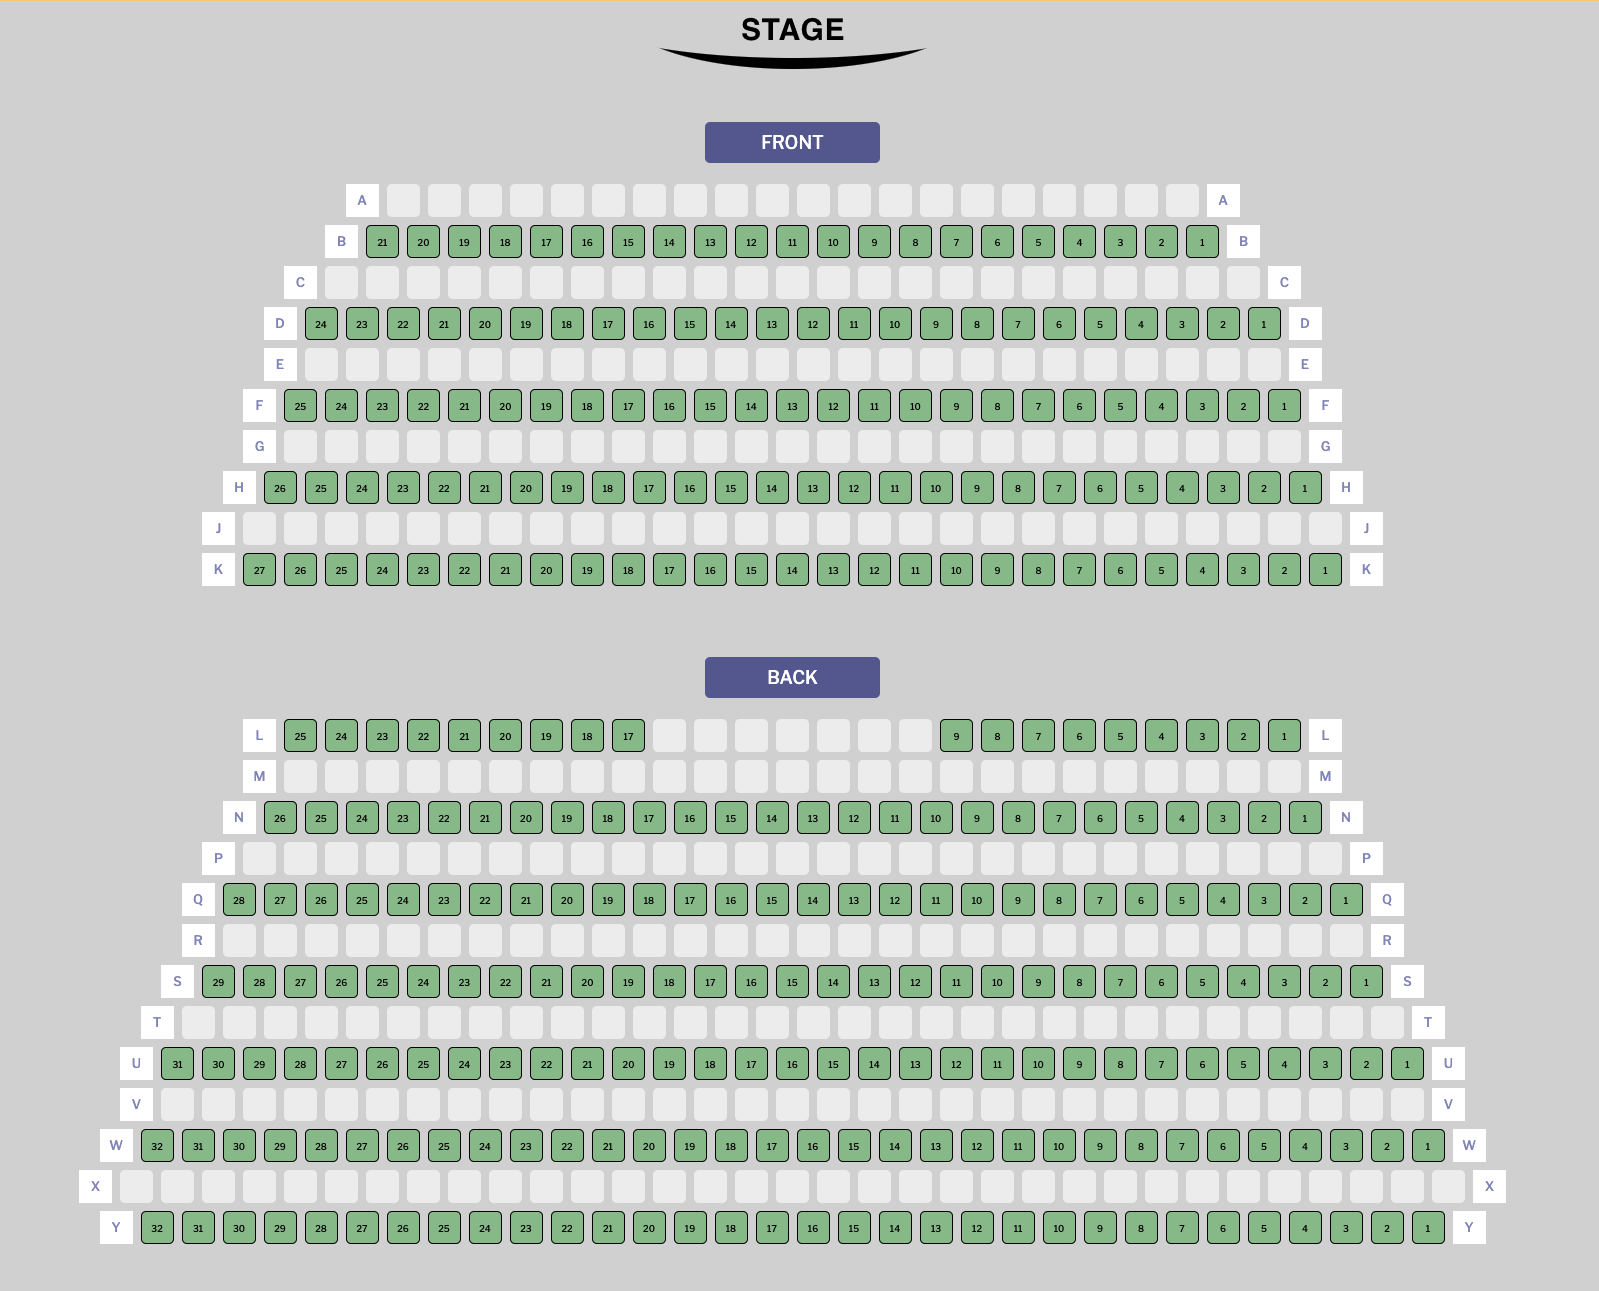 STAGE
FRONT
A A
B 21 20 19 18 17 16 15 14 13 12 11 10 9 8 7 6 5 4 3 2 1 B
C C
D 24 23 22 21 20 19 18 17 16 15 14 13 12 11 10 9 8 7 6 5 4 3 2 1 D
E E
F 25 24 23 22 21 20 19 18 17 16 15 14 13 12 11 10 9 8 7 6 5 4 3 2 1 F
G G
H 26 25 24 23 22 21 20 19 18 17 16 15 14 13 12 11 10 9 8 7 6 5 4 3 2 1 H
J J
K 27 26 25 24 23 22 21 20 19 18 17 16 15 14 13 12 11 10 9 8 7 6 5 4 3 2 1 K
BACK
L 25 24 23 22 21 20 19 18 17 9 8 7 6 5 4 3 2 1 L
M M
N 26 25 24 23 22 21 20 19 18 17 16 15 14 13 12 11 10 9 8 7 6 5 4 3 2 1 N
P P
Q 28 27 26 25 24 23 22 21 20 19 18 17 16 15 14 13 12 11 10 9 8 7 6 5 4 3 2 1 Q
R R
S 29 28 27 26 25 24 23 22 21 20 19 18 17 16 15 14 13 12 11 10 9 8 7 6 5 4 3 2 1 S
T T
U 31 30 29 28 27 26 25 24 23 22 21 20 19 18 17 16 15 14 13 12 11 10 9 8 7 6 5 4 3 2 1 U
V V
W 32 31 30 29 28 27 26 25 24 23 22 21 20 19 18 17 16 15 14 13 12 11 10 9 8 7 6 5 4 3 2 1 W
X X
Y 32 31 30 29 28 27 26 25 24 23 22 21 20 19 18 17 16 15 14 13 12 11 10 9 8 7 6 5 4 3 2 1 Y